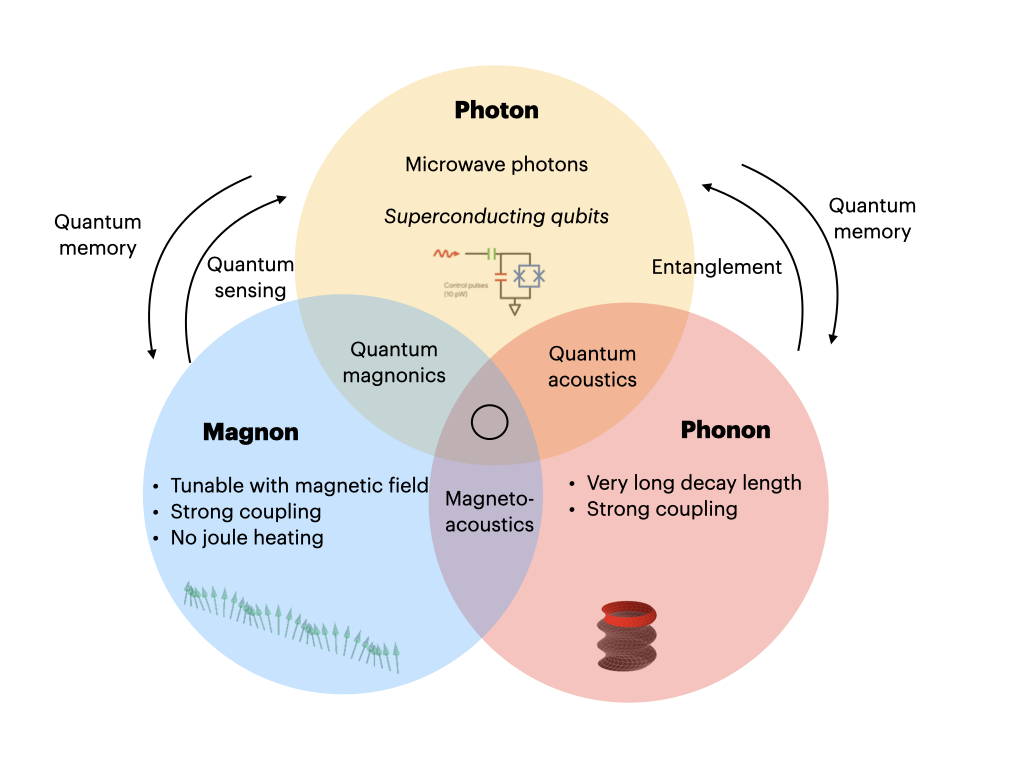 Photon
Microwave photons
Superconducting qubits
Control pulses
(10 pW)
Quantum
memory
Quantum
sensing
Entanglement
Quantum
memory
Quantum
magnonics
Quantum
acoustics
Magnon
• Tunable with magnetic field
• Strong coupling
• No joule heating
Magneto-
acoustics
Phonon
• Very long decay length
• Strong coupling